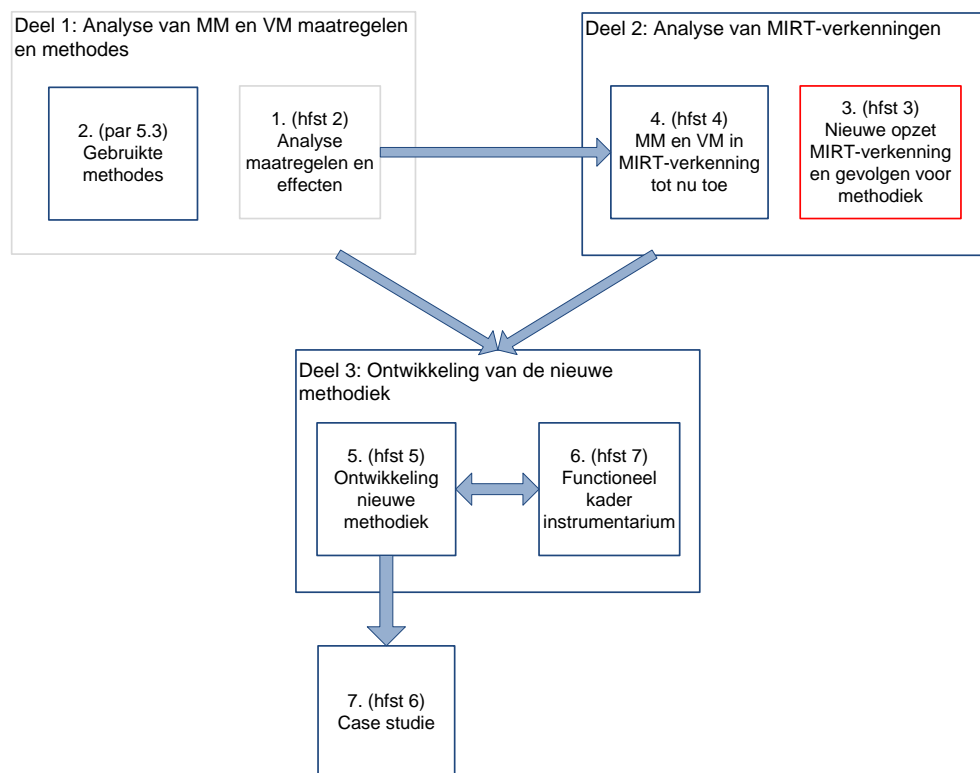 Deel 1: Analyse van MM en VM maatregelen
en methodes
2. (par 5.3)
Gebruikte
methodes
1. (hfst 2)
Analyse
maatregelen en
effecten
Deel 2: Analyse van MIRT-verkenningen
4. (hfst 4)
MM en VM in
MIRT-verkenning
tot nu toe
3. (hfst 3)
Nieuwe opzet
MIRT-verkenning
en gevolgen voor
methodiek
Deel 3: Ontwikkeling van de nieuwe
methodiek
5. (hfst 5)
Ontwikkeling
nieuwe
methodiek
6. (hfst 7)
Functioneel
kader
instrumentarium
7. (hfst 6)
Case studie